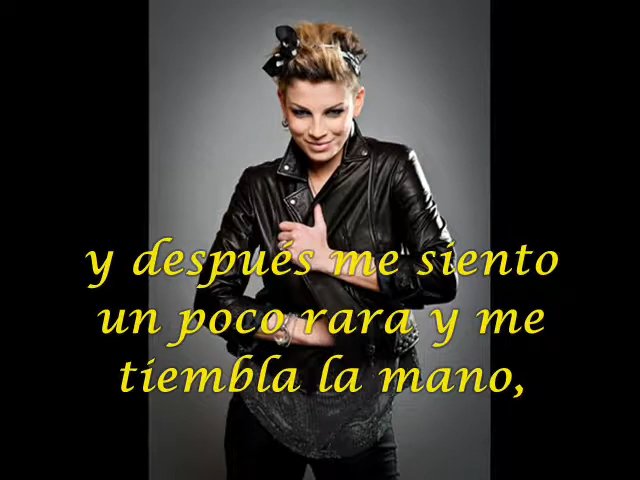 y después me siento
un poco rara y me
tiembla la mano,